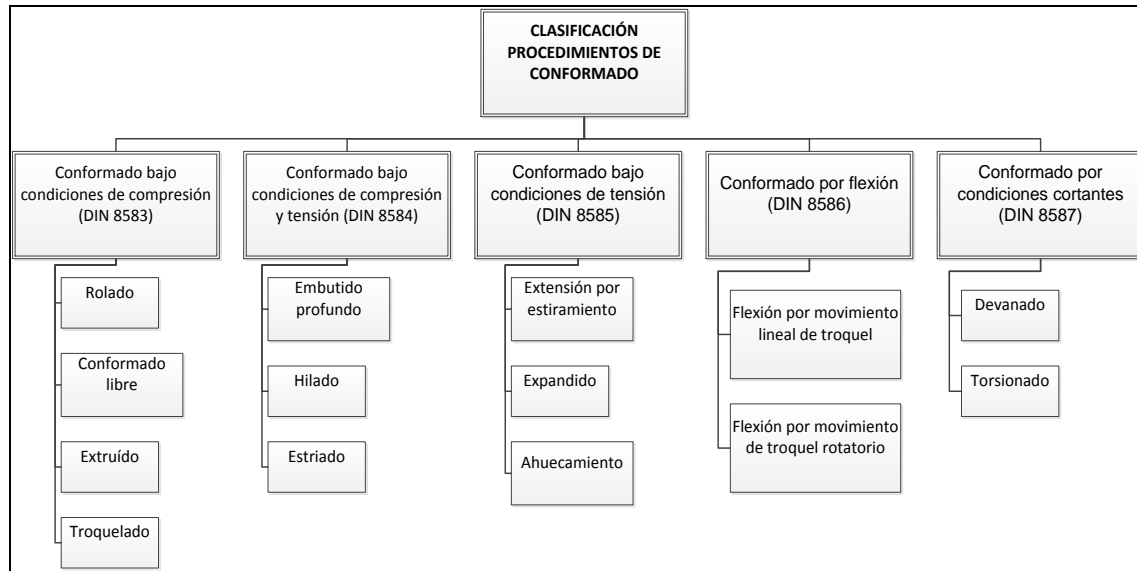 CLASIFICACIÓN
PROCEDIMIENTOS DE
CONFORMADO
Conformado bajo
condiciones de compresión
(DIN 8583)
Rolado
Conformado
libre
Extruído
Troquelado
Conformado bajo
condiciones de compresión
y tensión (DIN 8584)
Embutido
profundo
Hilado
Estriado
Conformado bajo
condiciones de tensión
(DIN 8585)
Extensión por
estiramiento
Expandido
Ahuecamiento
Conformado por flexión
(DIN 8586)
Flexión por movimiento
lineal de troquel
Flexión por movimiento
de troquel rotatorio
Conformado por
condiciones cortantes
(DIN 8587)
Devanado
Torsionado